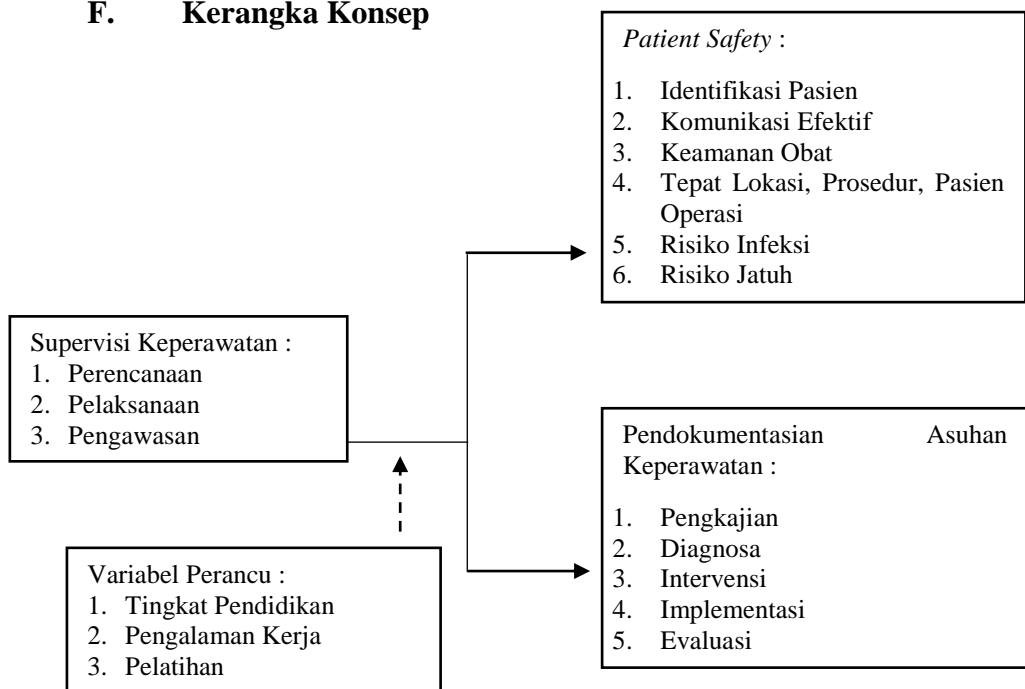 F. Kerangka Konsep
Patient Safety :
1. Identifikasi Pasien
2. Komunikasi Efektif
3. Keamanan Obat
4. Tepat Lokasi, Prosedur, Pasien
Operasi
5. Risiko Infeksi
6. Risiko Jatuh
Supervisi Keperawatan :
1. Perencanaan
2. Pelaksanaan
3. Pengawasan
Pendokumentasian Asuhan
Keperawatan :
1. Pengkajian
2. Diagnosa
3. Intervensi
4. Implementasi
5. Evaluasi
Variabel Perancu :
1. Tingkat Pendidikan
2. Pengalaman Kerja
3. Pelatihan